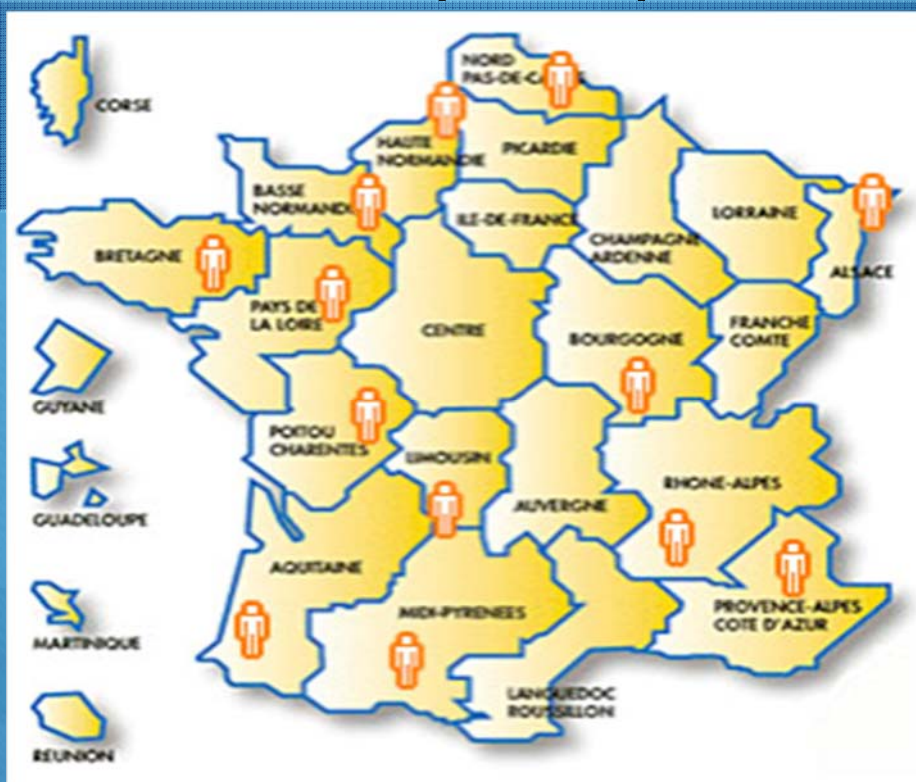 NORD
PAS-DE-CA
CORSE
HAUTE
NORMANDIE
PICARDIE
BASSE
NORMANDI
ILE-DE-FRANCE
LORRAINE
CHAMPAGNE
ARDENNE
BRETAGNE
ALSACE
PAYS DE
LA LOIRE
CENTRE
BOURGOGNE
FRANCHE
COMTE
GUYANE
POITOU
CHARENTES
LIMOUSIN
RHONE-ALPES
AUVERGNE
GUADELOUPE
AQUITAINE
MIDI-PYRENEES
PROVENCE-ALPES
COTE D'AZUR
MARTINIQUE
LANGUEDOC
ROUSSILLON
REUNION